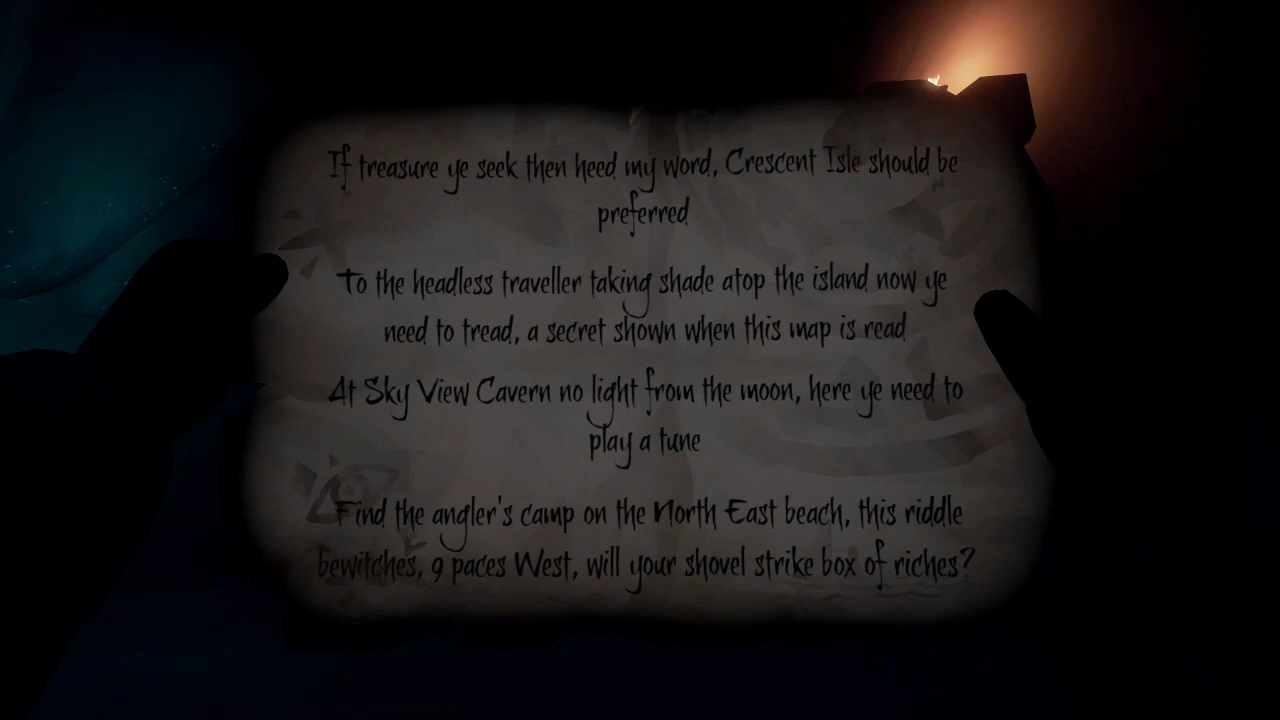 If treasure ye seek then heed my word, Crescent Isle should be
preferred
To the headless traveller taking shade atop the island now ye
need to tread, a secret shown when this map is read
At Sky View Cavern no light from the moon, here ye need to
play a tune
Find the angler's camp on the North East beach, this riddle
bewitches, 9 paces West, will your shovel strike box of riches?